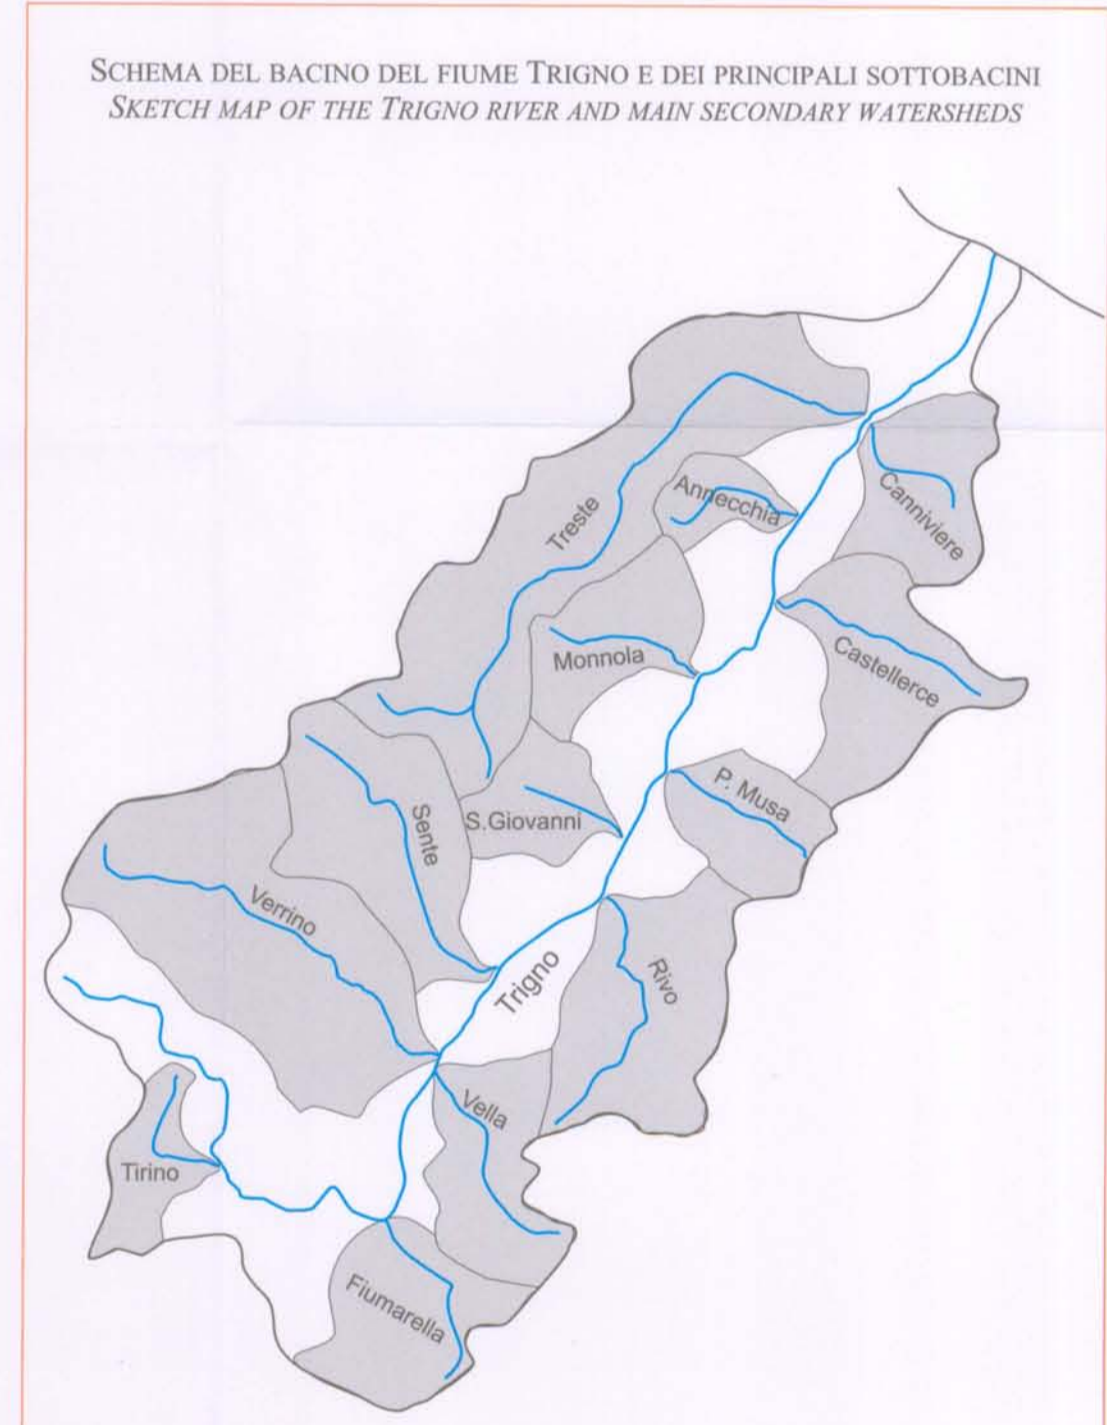 SCHEMA DEL BACINO DEL FIUME TRIGNO E DEI PRINCIPALI SOTTOBACINI
SKETCH MAP OF THE TRIGNO RIVER AND MAIN SECONDARY WATERSHEDS
Treste
Annecchia
Canniviere
Monnola
Castellerce
P. Musa
S.Giovanni
Sente
Verrino
Trigno
Rivo
Vella
Tirino
Fiumarella